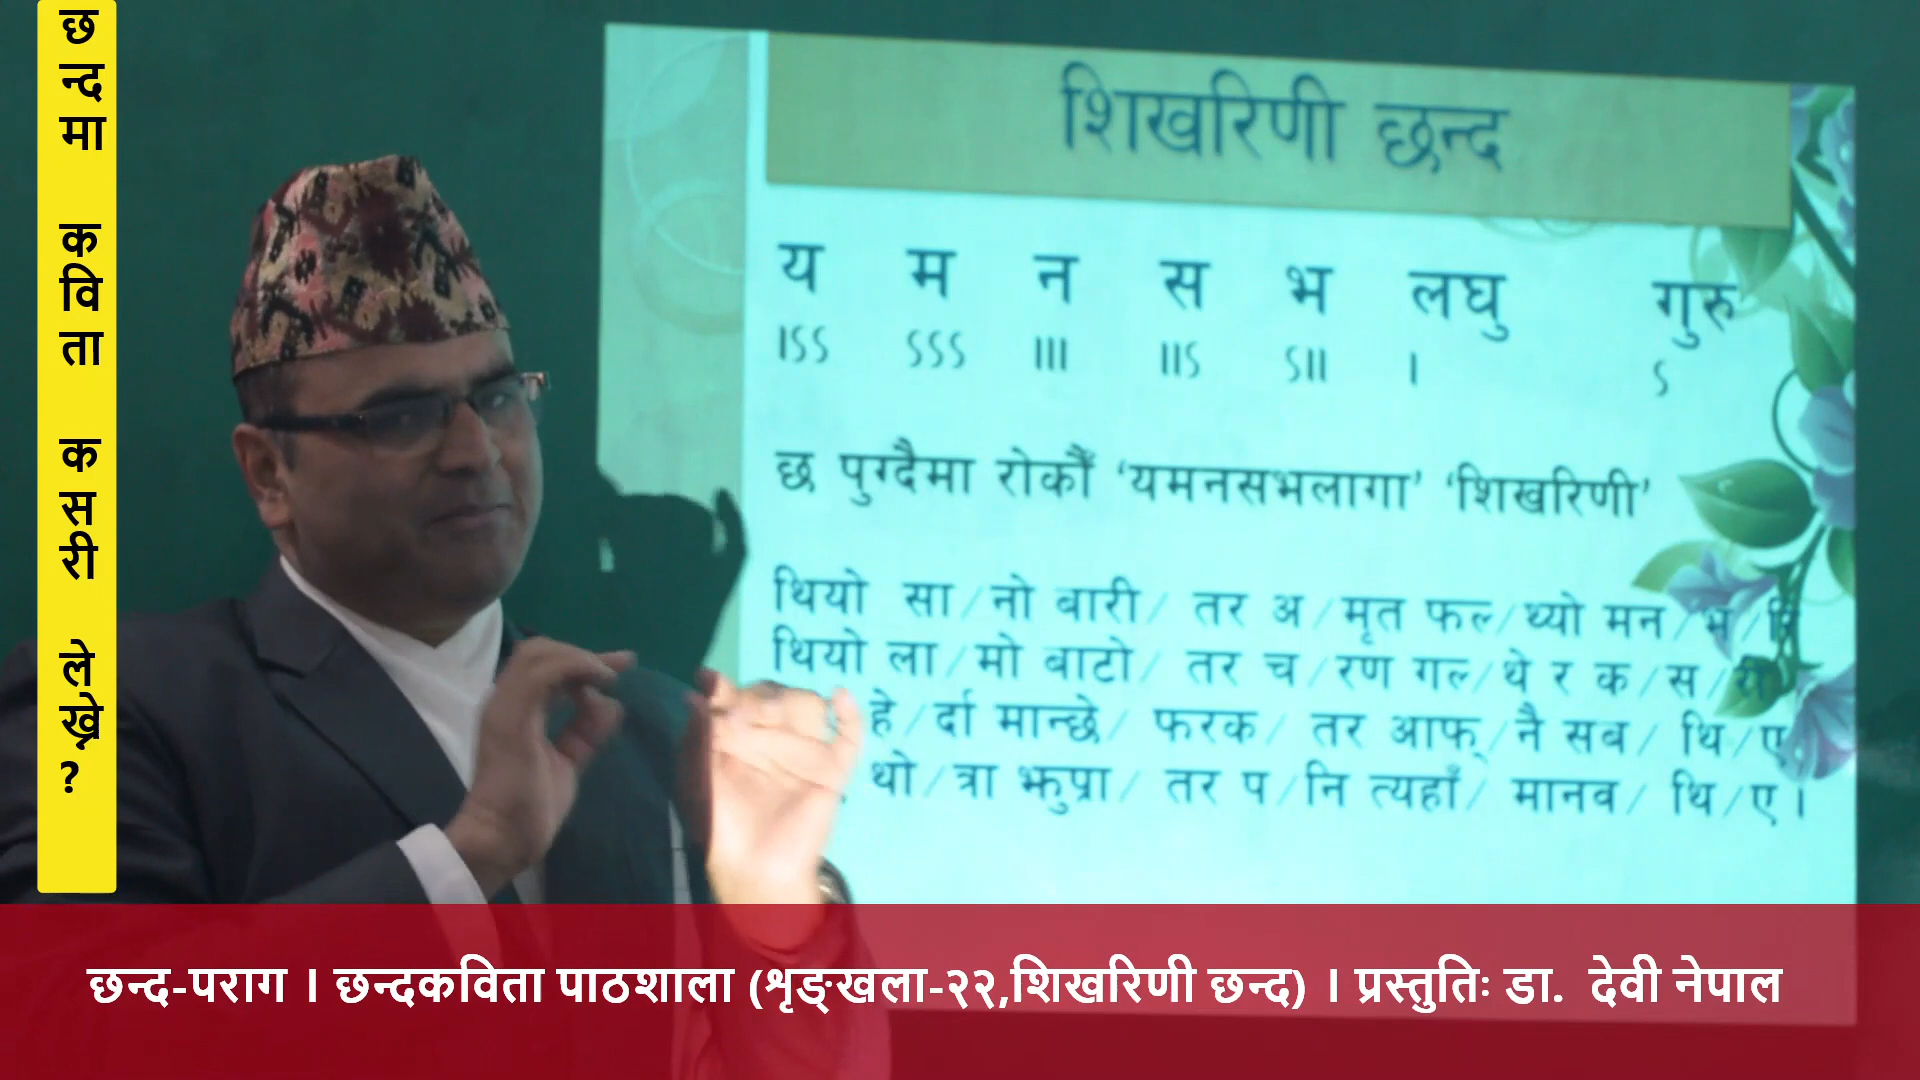 छन्दमा कविता कसरी लेख्ने?
शिखरिणी छन्द
य म न स भ लघु गुरु
ISS SSS III IIS SII I S
छ पुग्दैमा रोकौँ ‘यमनसभलागा’ ‘शिखरिणी’
थियो सा/नो बारी/ तर अ/मृत फल/थ्यो मन/भ/
थियो ला/मो बाटो/ तर च/रण गल/थे र क/स/री
हे/र्दा मान्छे/ फरक/ तर आफ्/नै सब/ थि/ए
थो/त्रा झुप्रा/ तर प/नि त्यहाँ/ मानव/ थि/ए।
छन्द-पराग । छन्दकविता पाठशाला (शृङ्खला-२२,शिखरिणी छन्द) । प्रस्तुतिः डा. देवी नेपाल